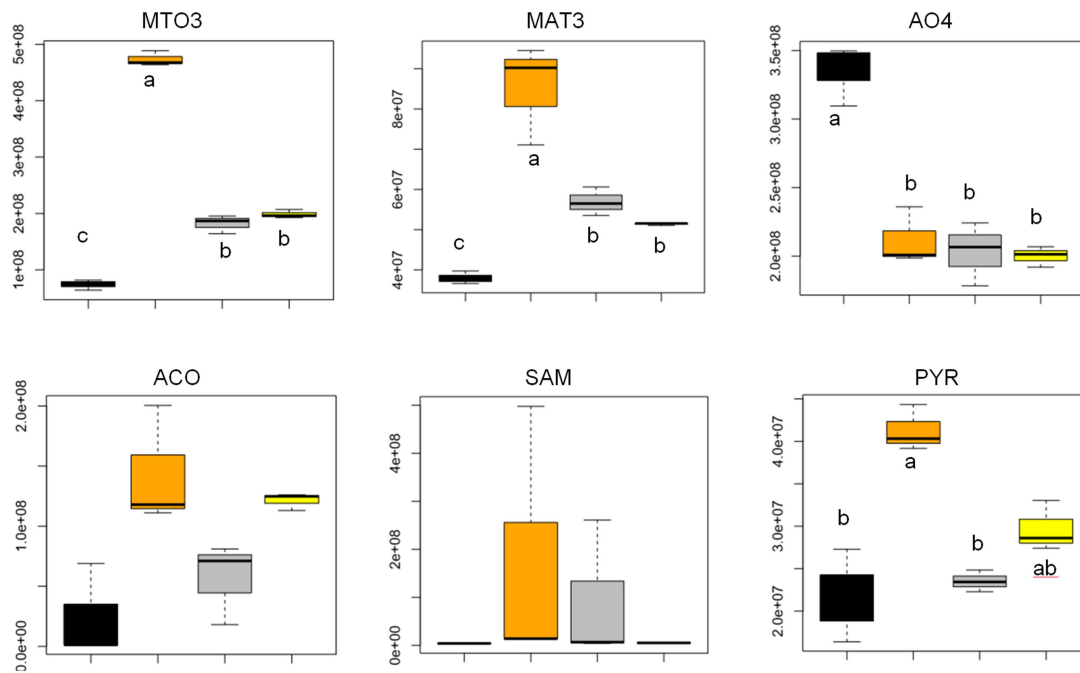 MTO3
MAT3
AO4
5e+08
4e+08
3e+08
2e+08
1e+08
a
c
b
b
8e+07
6e+07
4e+07
a
c
b
b
3.5e+08
3.0e+08
2.5e+08
2.0e+08
a
b
b
b
ACO
SAM
PYR
2.0e+08
1.0e+08
0.0e+00
4e+08
2e+08
0e+00
4.0e+07
3.0e+07
2.0e+07
a
b
b
ab